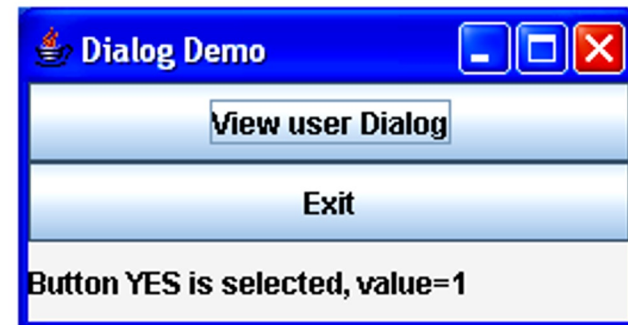 Dialog Demo
View user Dialog
Exit
Button YES is selected, value=1